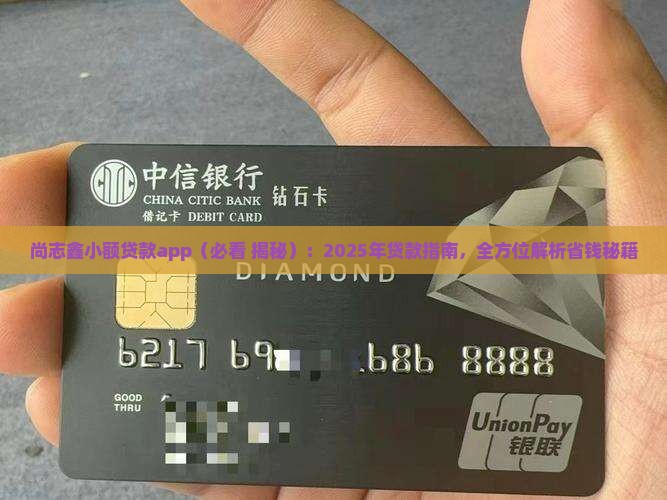 中信银行
CHINA CITIC BANK 钻石卡
借记卡 DEBIT CARD
尚志鑫小额贷款app（必看 揭秘）：2025年贷款指南，全方位解析省钱秘籍
DIAMOND
6217 69 686 8888
GOOD
THRU
UnionPay
银联